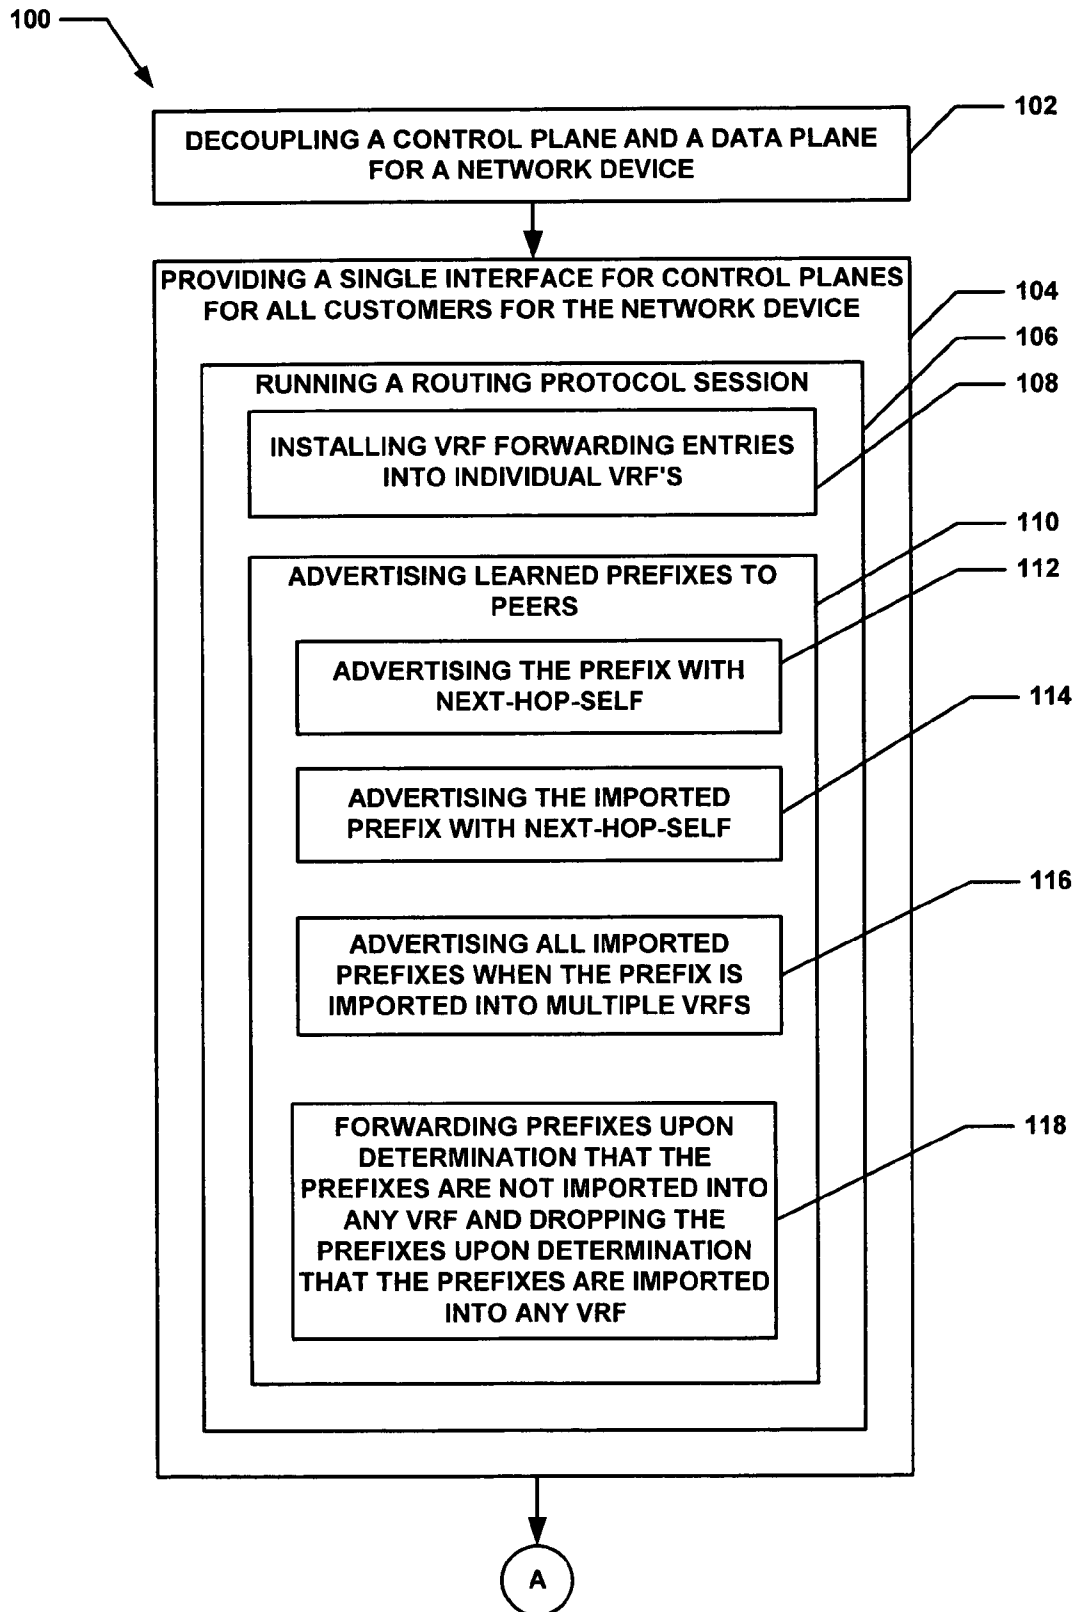 100
102
DECOUPLING A CONTROL PLANE AND A DATA PLANE
FOR A NETWORK DEVICE
PROVIDING A SINGLE INTERFACE FOR CONTROL PLANES
FOR ALL CUSTOMERS FOR THE NETWORK DEVICE
104
106
RUNNING A ROUTING PROTOCOL SESSION
108
INSTALLING VRF FORWARDING ENTRIES
INTO INDIVIDUAL VRF'S
110
ADVERTISING LEARNED PREFIXES TO
PEERS
112
ADVERTISING THE PREFIX WITH
NEXT-HOP-SELF
114
ADVERTISING THE IMPORTED
PREFIX WITH NEXT-HOP-SELF
116
ADVERTISING ALL IMPORTED
PREFIXES WHEN THE PREFIX IS
IMPORTED INTO MULTIPLE VRFS
118
FORWARDING PREFIXES UPON
DETERMINATION THAT THE
PREFIXES ARE NOT IMPORTED INTO
ANY VRF AND DROPPING THE
PREFIXES UPON DETERMINATION
THAT THE PREFIXES ARE IMPORTED
INTO ANY VRF
A